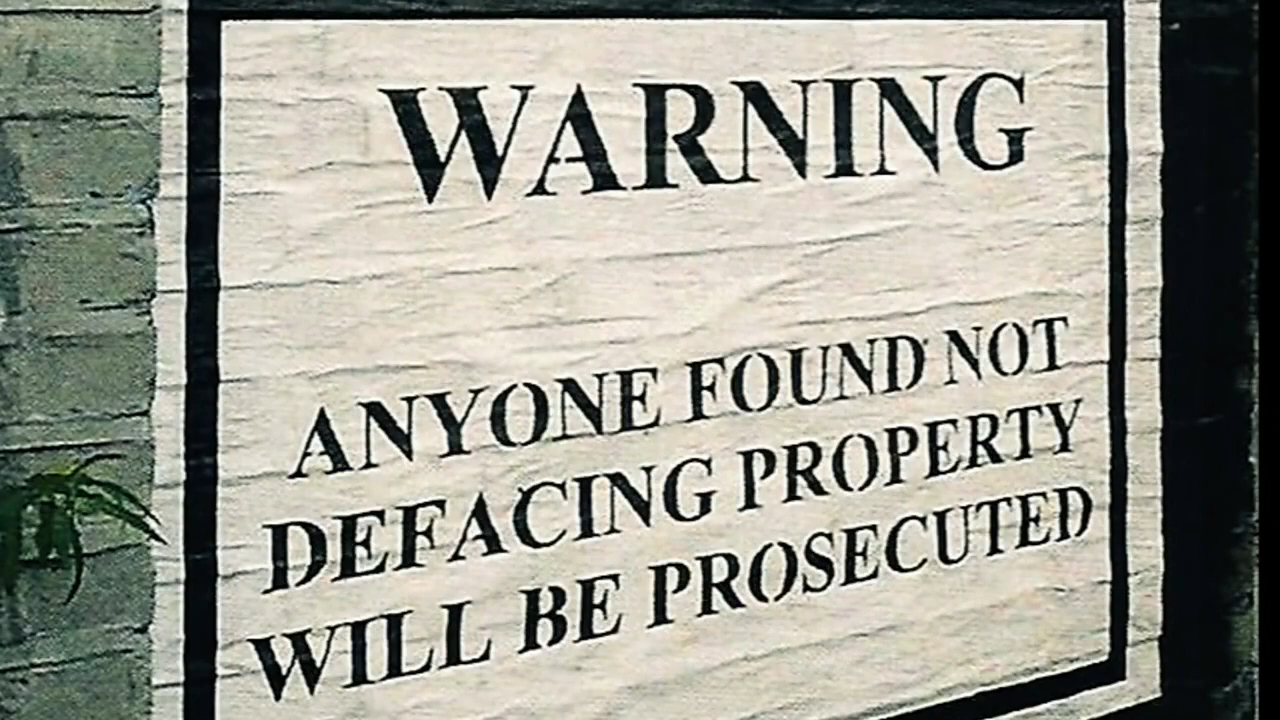 WARNING
ANYONE FOUND NOT
DEFACING PROPERTY
WILL BE PROSECUTED